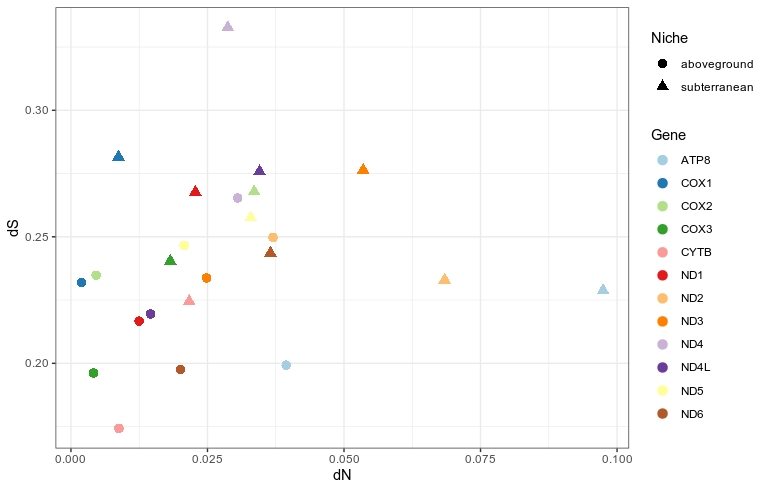 0.30
0.25
0.20
dS
0.000
0.025
0.050
0.075
0.100
dN
Niche
aboveground
subterranean
Gene
ATP8
COX1
COX2
COX3
CYTB
ND1
ND2
ND3
ND4
ND4L
ND5
ND6